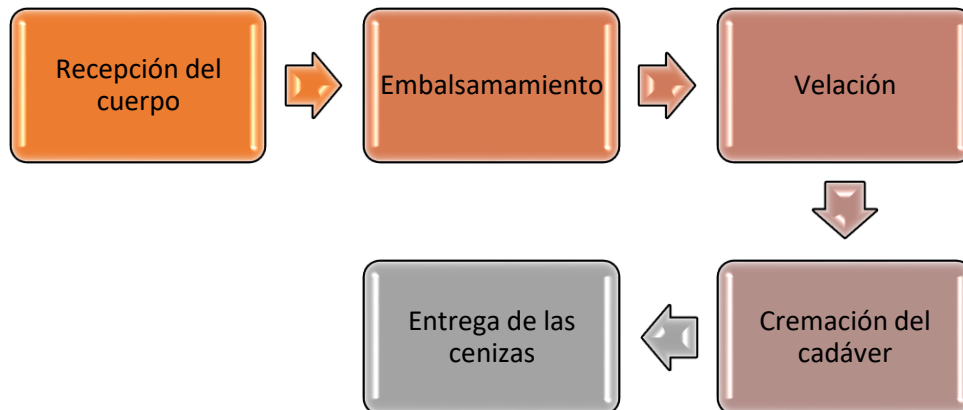 Recepción del
cuerpo
Embalsamamiento
Velación
Cremación del
cadáver
Entrega de las
cenizas